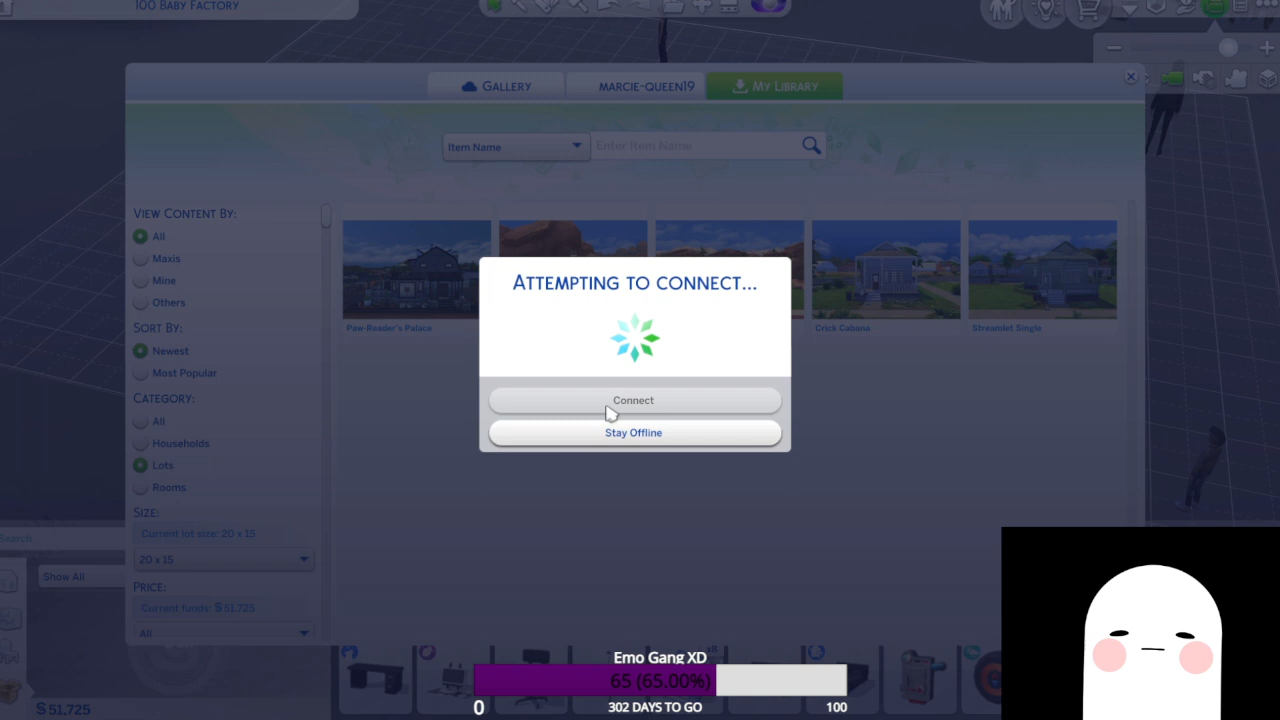 100 BABY FACTORY
GALLERY
MARCIE-QUEEN19
MY LIBRARY
Item Name
Enter Item Name
VIEW CONTENT BY:
All
Maxis
Mine
Others
SORT BY:
Newest
Most Popular
CATEGORY:
All
Households
Lots
Rooms
SIZE:
Current lot size: 20 x 15
20 x 15
PRICE:
Current funds: $51,725
All
Paw-Reader's Palace
Crick Cabana
Streamlet Single
ATTEMPTING TO CONNECT...
Connect
Stay Offline
Search
Show All
$51,725
Emo Gang XD
65 (65.00%)
0
302 DAYS TO GO
100